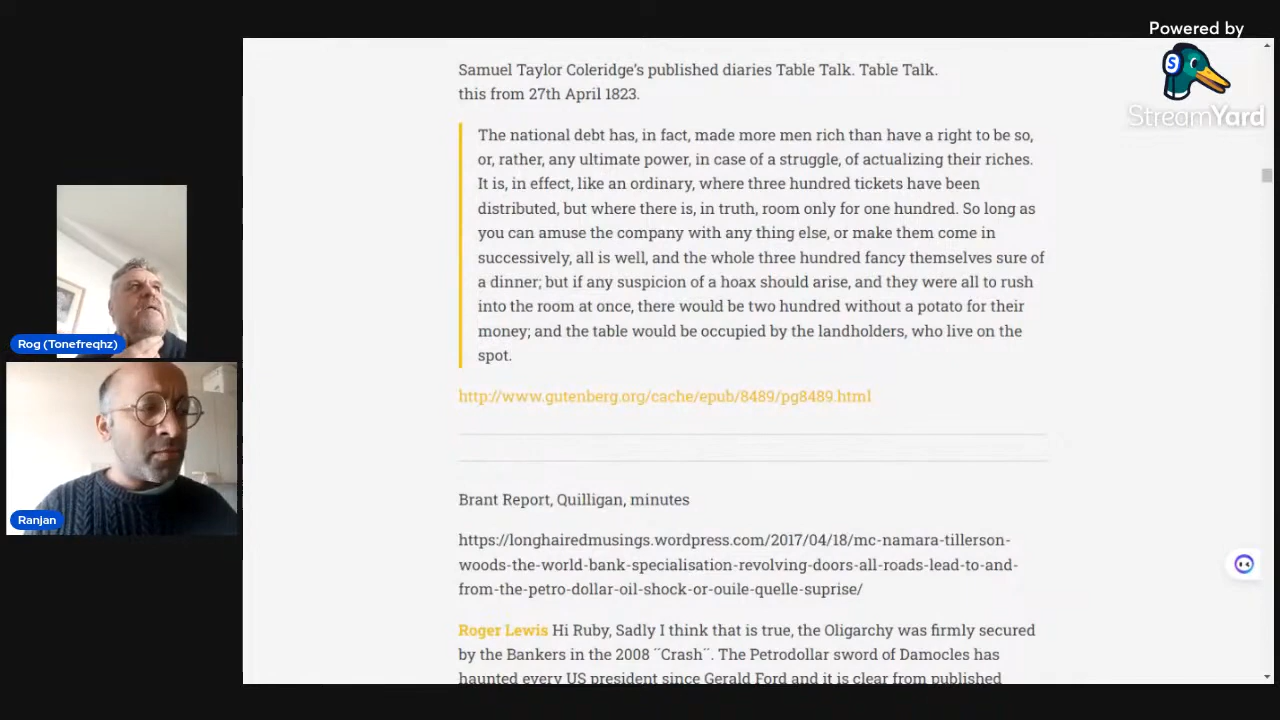 Powered by
S
StreamYard
Samuel Taylor Coleridge's published diaries Table Talk. Table Talk.
this from 27th April 1823.
The national debt has, in fact, made more men rich than have a right to be so,
or, rather, any ultimate power, in case of a struggle, of actualizing their riches.
It is, in effect, like an ordinary, where three hundred tickets have been
distributed, but where there is, in truth, room only for one hundred. So long as
you can amuse the company with any thing else, or make them come in
successively, all is well, and the whole three hundred fancy themselves sure of
a dinner; but if any suspicion of a hoax should arise, and they were all to rush
into the room at once, there would be two hundred without a potato for their
money; and the table would be occupied by the landholders, who live on the
spot.
http://www.gutenberg.org/cache/epub/8489/pg8489.html
Brant Report, Quilligan, minutes
https://longhairedmusings.wordpress.com/2017/04/18/mc-namara-tillerson-
woods-the-world-bank-specialisation-revolving-doors-all-roads-lead-to-and-
from-the-petro-dollar-oil-shock-or-ouile-quelle-suprise/
Roger Lewis Hi Ruby, Sadly I think that is true, the Oligarchy was firmly secured
by the Bankers in the 2008 ¨Crash¨. The Petrodollar sword of Damocles has
haunted every US president since Gerald Ford and it is clear from published
Rog (Tonefreqhz)
Ranjan